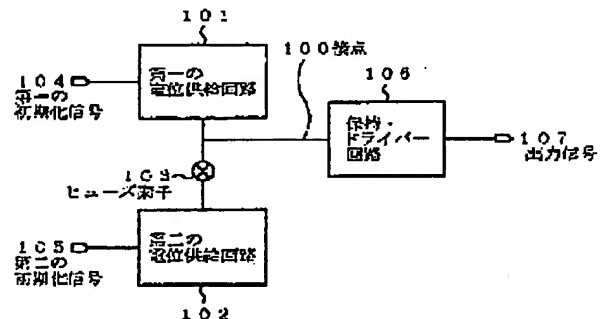 101
第一の
電位供給回路
104
第一の
初期化信号
100接点
106
保持・
ドライバー
回路
107
出力信号
103
ヒューズ素子
105
第二の
初期化信号
第二の
電位供給回路
102